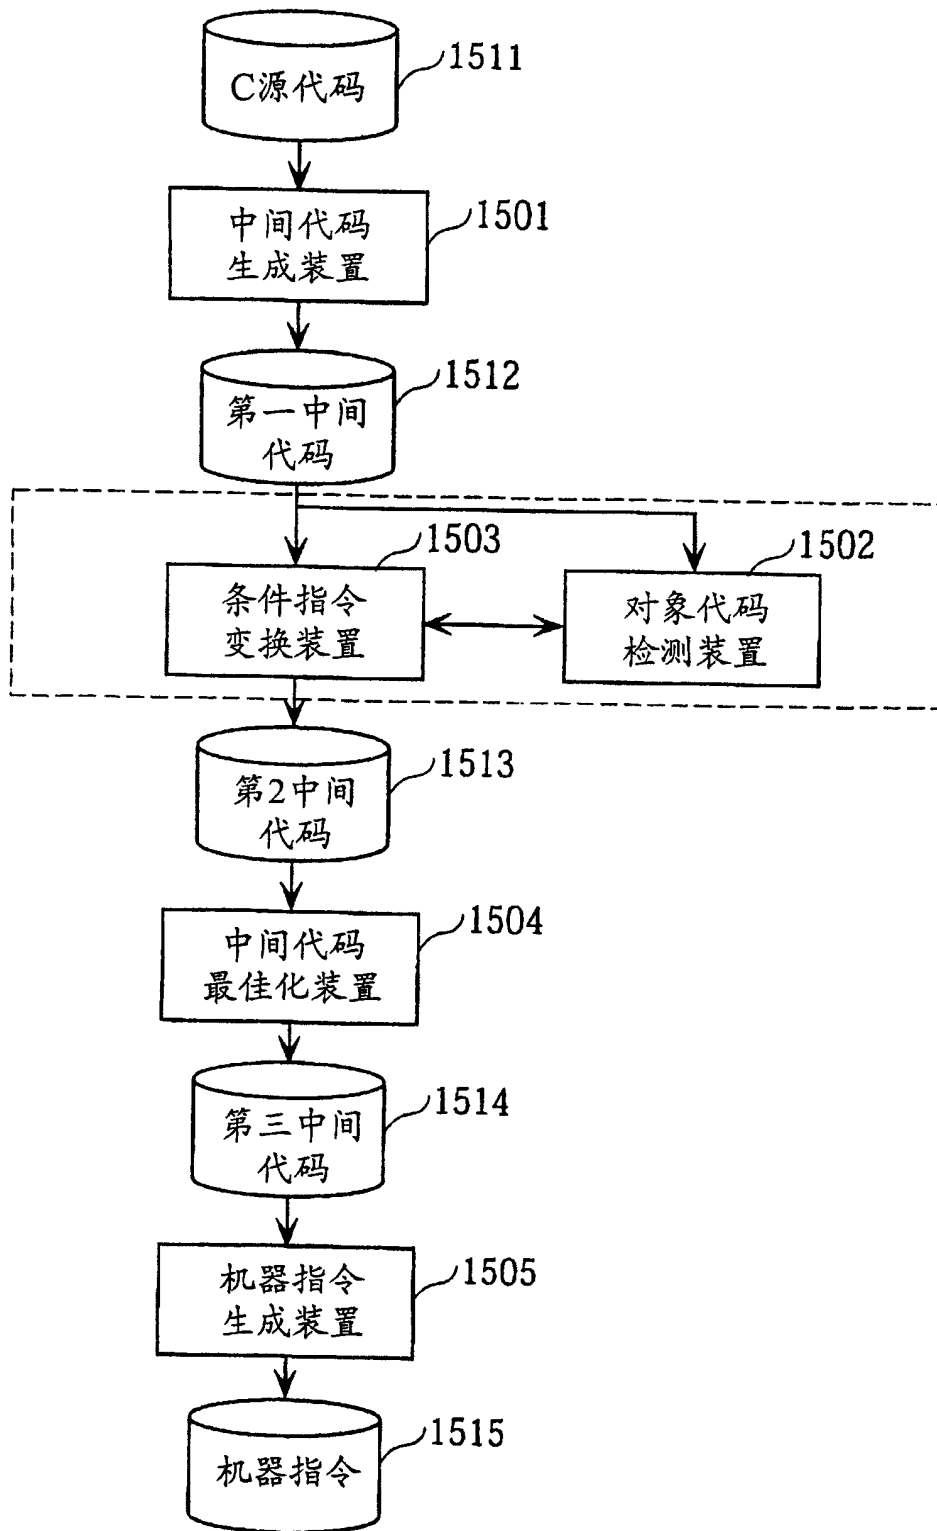 C源代码
1511
中间代码
生成装置
1501
第一中间
代码
1512
条件指令
变换装置
1503
对象代码
检测装置
1502
第2中间
代码
1513
中间代码
最佳化装置
1504
第三中间
代码
1514
机器指令
生成装置
1505
机器指令
1515